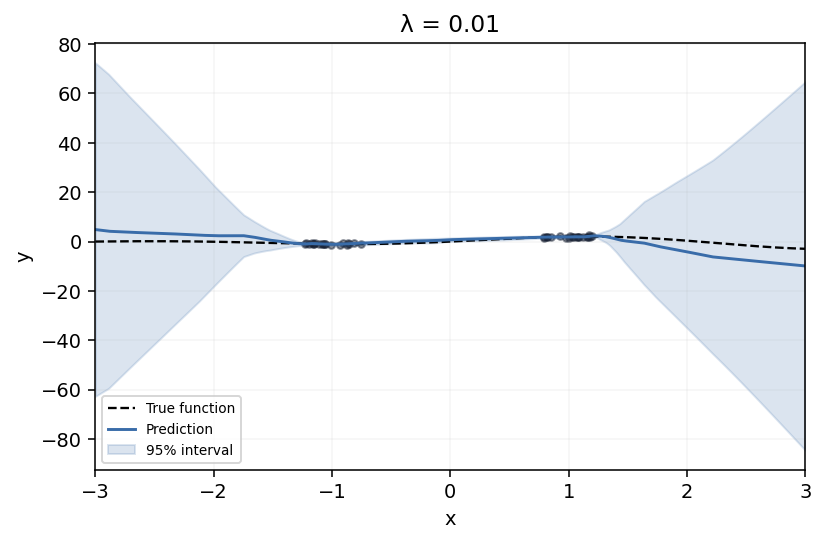 λ = 0.01
80
60
40
20
0
−20
−40
−60
−80
y
True function
Prediction
95% interval
−3 −2 −1 0 1 2 3
x